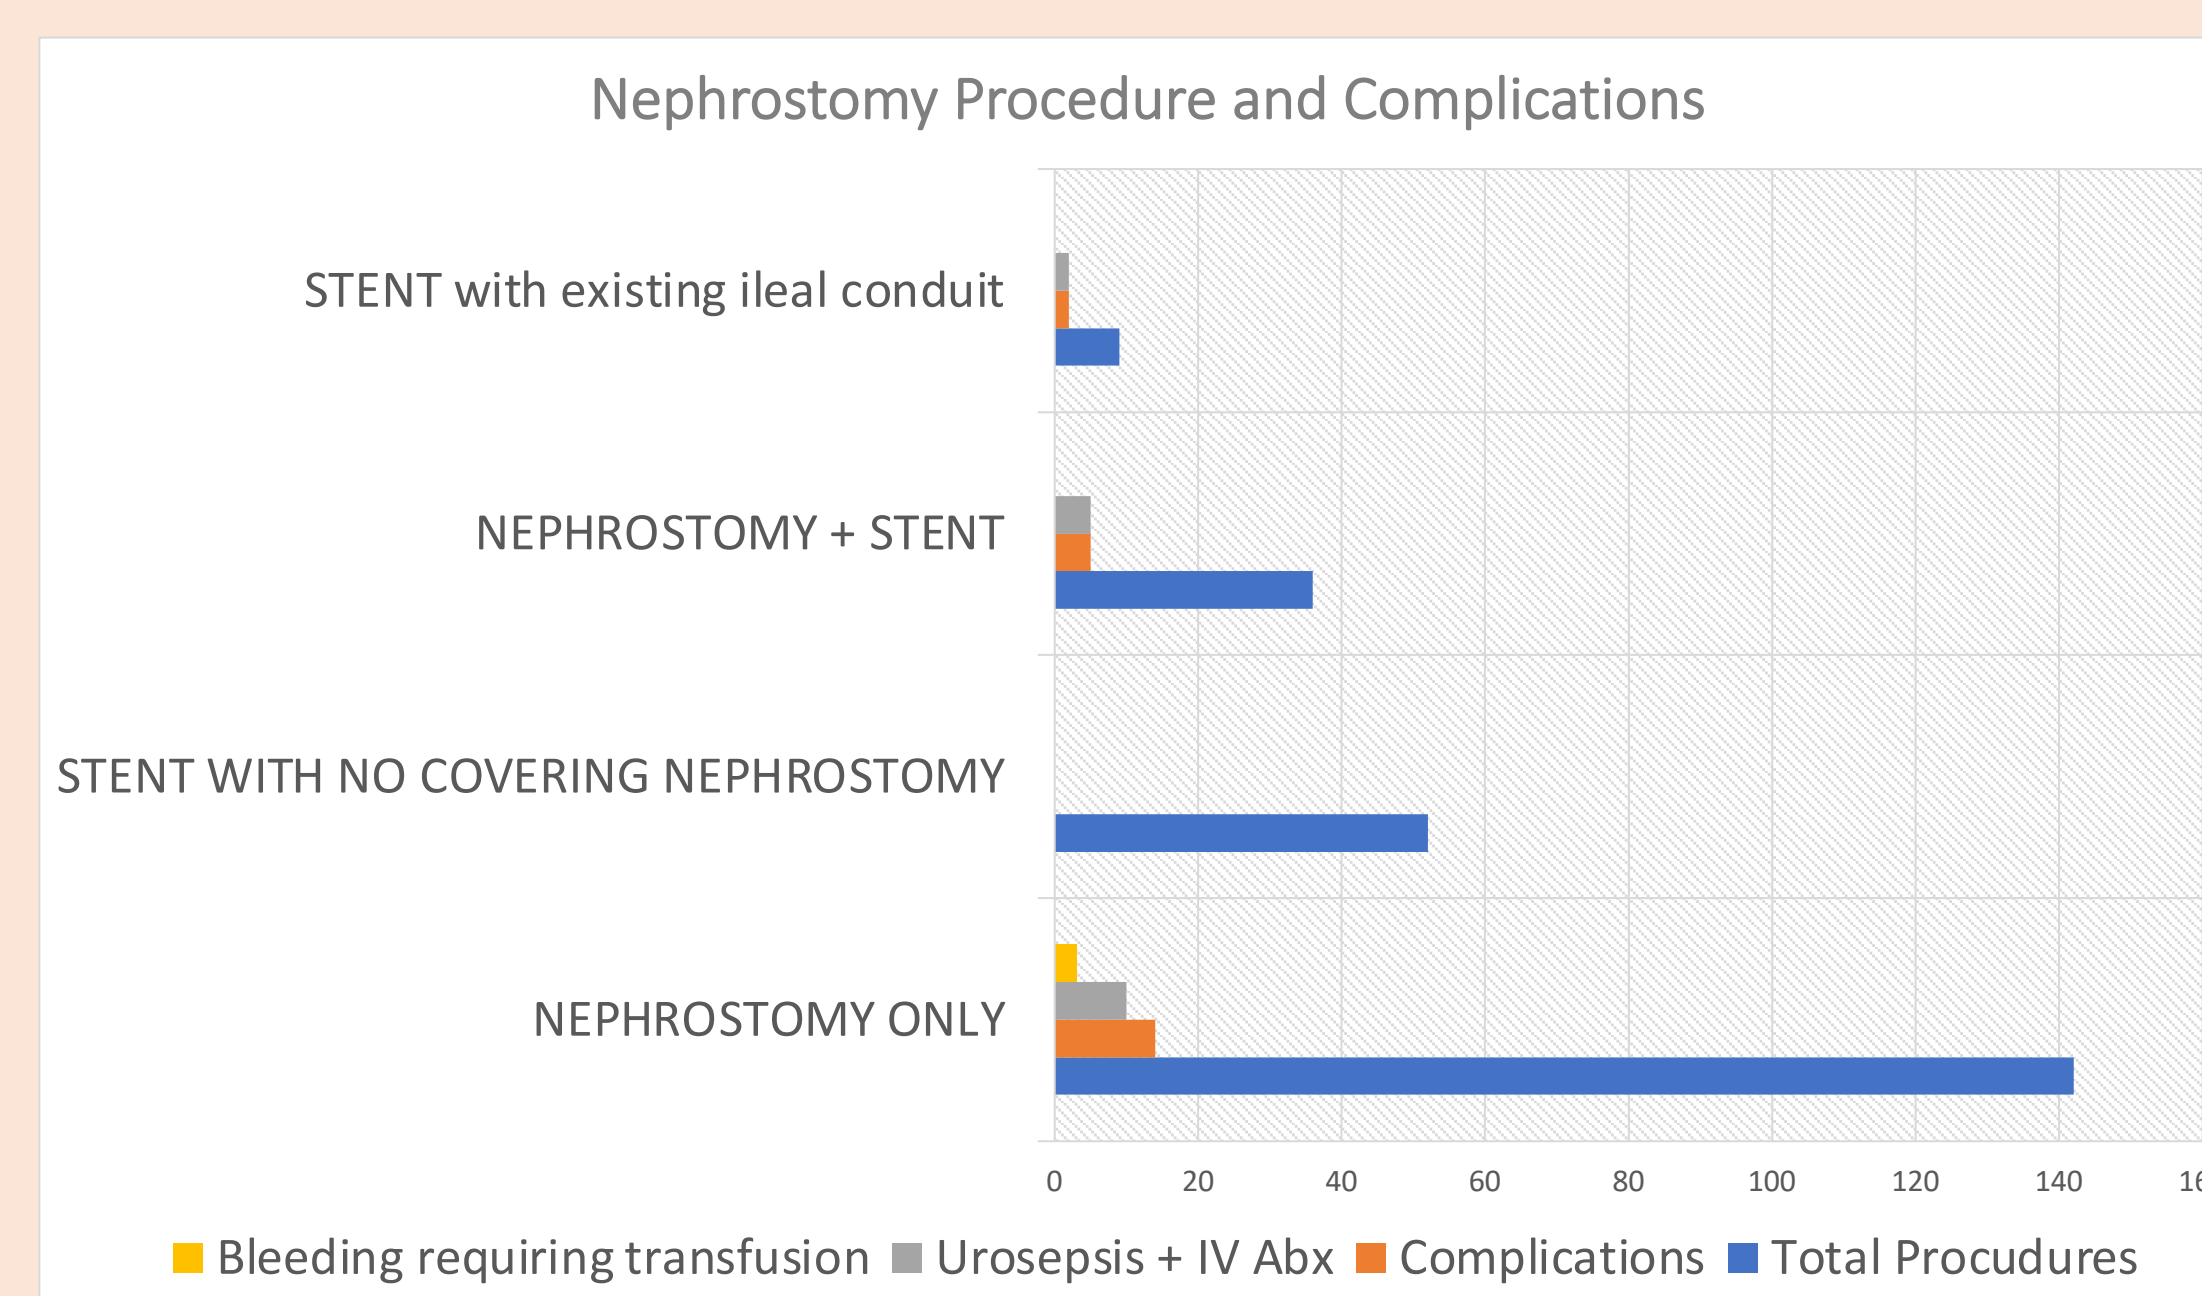 Nephrostomy Procedure and Complications
STENT with existing ileal conduit
NEPHROSTOMY + STENT
STENT WITH NO COVERING NEPHROSTOMY
NEPHROSTOMY ONLY
0 20 40 60 80 100 120 140
Bleeding requiring transfusion Urosepsis + IV Abx Complications Total Procudures